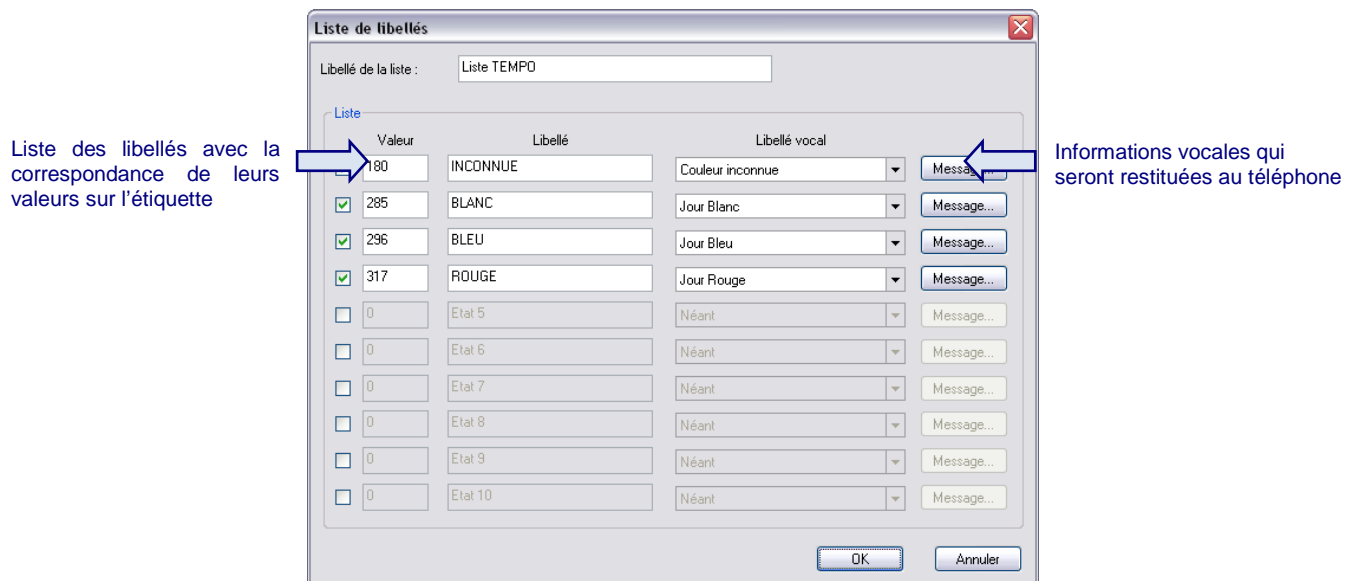 Liste de libellés
Libellé de la liste : Liste TEMPO
Liste
Valeur Libellé Libellé vocal
180 INCONNUE Couleur inconnue Messag...
285 BLANC Jour Blanc Message...
296 BLEU Jour Bleu Message...
317 ROUGE Jour Rouge Message...
0 Etat 5 Néant Message...
0 Etat 6 Néant Message...
0 Etat 7 Néant Message...
0 Etat 8 Néant Message...
0 Etat 9 Néant Message...
0 Etat 10 Néant Message...
OK Annuler
Liste des libellés avec la
correspondance de leurs
valeurs sur l'étiquette
Informations vocales qui
seront restituées au téléphone